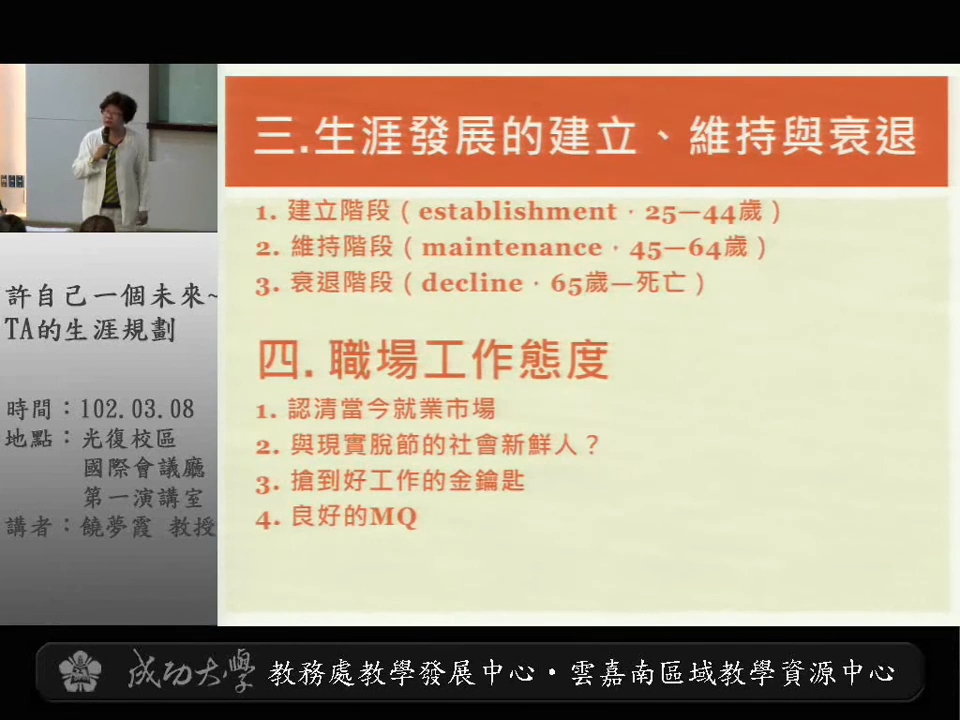 三.生涯發展的建立、維持與衰退
1. 建立階段（establishment．25—44歲）
2. 維持階段（maintenance．45—64歲）
3. 衰退階段（decline．65歲—死亡）
四. 職場工作態度
1. 認清當今就業市場
2. 與現實脫節的社會新鮮人？
3. 搶到好工作的金鑰匙
4. 良好的MQ
許自己一個未來~
TA的生涯規劃
時間：102.03.08
地點：光復校區
國際會議廳
第一演講室
講者：饒夢霞 教授
成功大學 教務處教學發展中心・雲嘉南區域教學資源中心